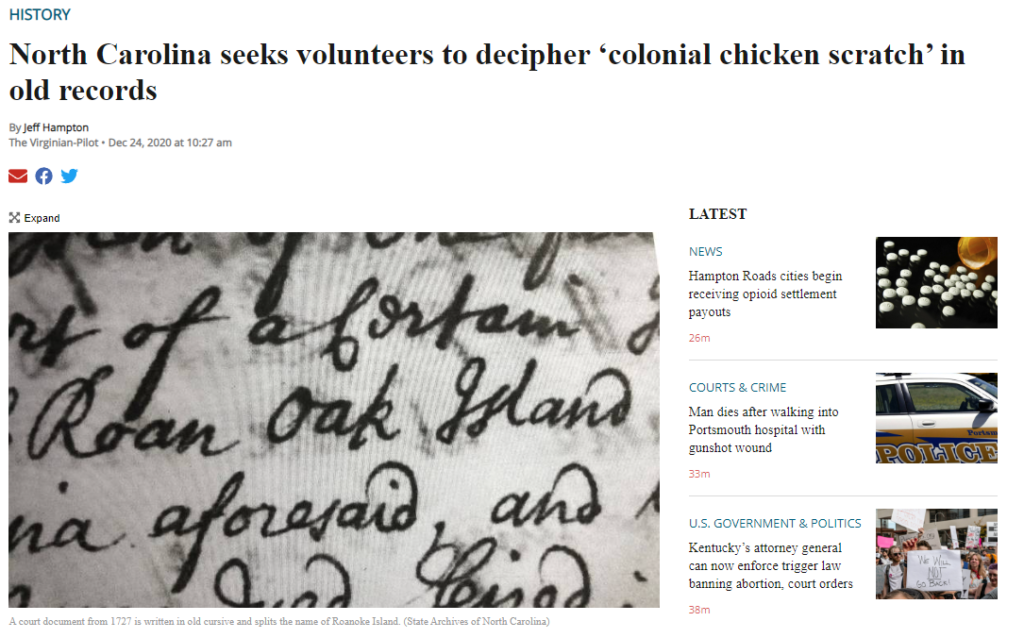 HISTORY
North Carolina seeks volunteers to decipher ‘colonial chicken scratch’ in
old records
By Jeff Hampton
The Virginian-Pilot • Dec 24, 2020 at 10:27 am
Expand
rt of a Certain
Roan Oak Island
aforesaid, and
A court document from 1727 is written in old cursive and splits the name of Roanoke Island. (State Archives of North Carolina)
LATEST
NEWS
Hampton Roads cities begin
receiving opioid settlement
payouts
26m
COURTS & CRIME
Man dies after walking into
Portsmouth hospital with
gunshot wound
33m
POLICE
U.S. GOVERNMENT & POLITICS
Kentucky’s attorney general
can now enforce trigger law
banning abortion, court orders
38m
We Will
NOT
GO BACK!